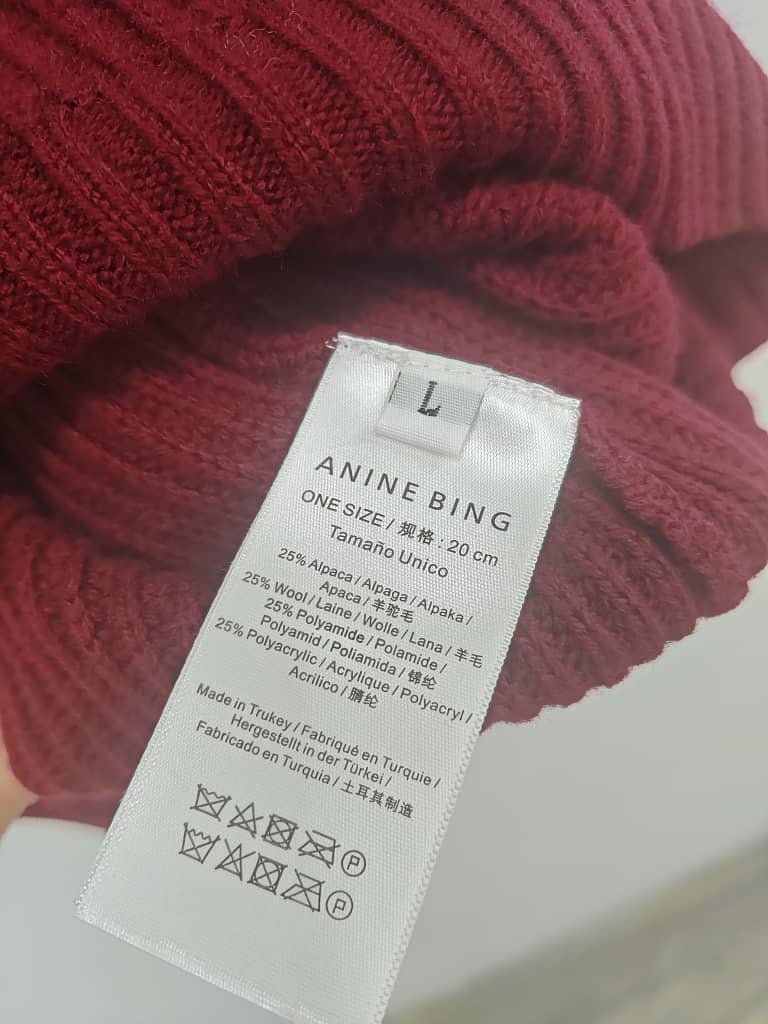 L
ANINE BING
ONE SIZE / 规格 : 20 cm
Tamaño Unico
25% Alpaca / Alpaga / Alpaka /
Apaca / 羊驼毛
25% Wool / Laine / Wolle / Lana / 羊毛
25% Polyamide / Polamide /
Polyamid / Poliamida / 锦纶
25% Polyacrylic / Acrylique / Polyacryl /
Acrilico / 腈纶
Made in Trukey / Fabriqué en Turquie /
Hergestellt in der Türkei /
Fabricado en Turquia / 土耳其制造
P
P